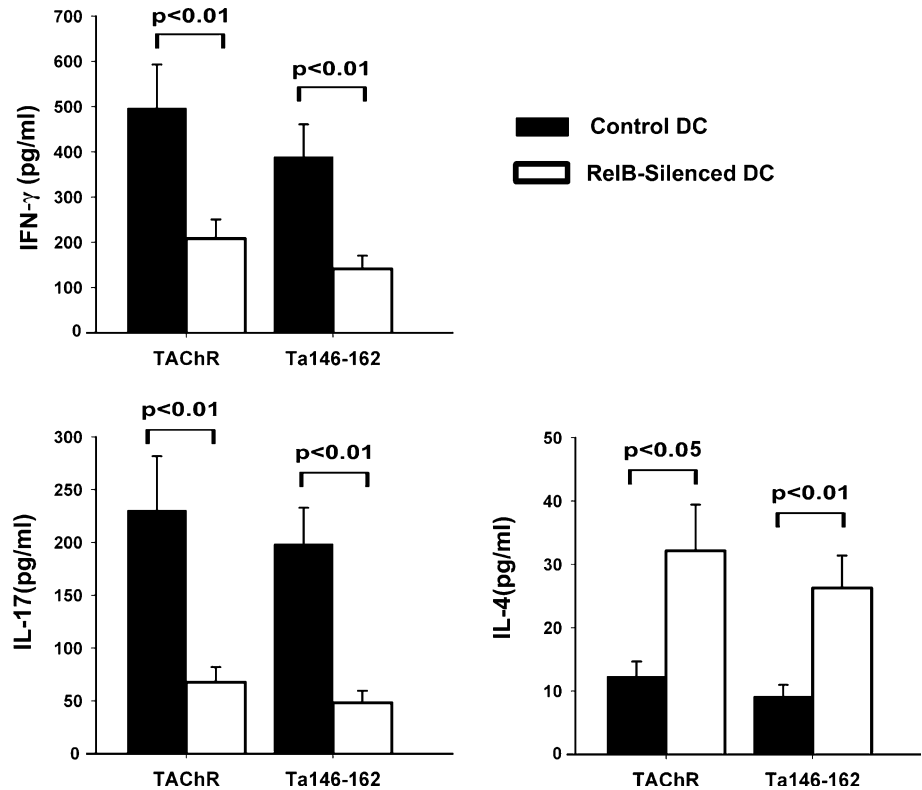 700
600
500
400
300
200
100
0
IFN-γ (pg/ml)
p<0.01
p<0.01
TAChR
Ta146-162
Control DC
RelB-Silenced DC
300
250
200
150
100
50
0
IL-17(pg/ml)
p<0.01
p<0.01
TAChR
Ta146-162
50
40
30
20
10
0
IL-4(pg/ml)
p<0.05
p<0.01
TAChR
Ta146-162